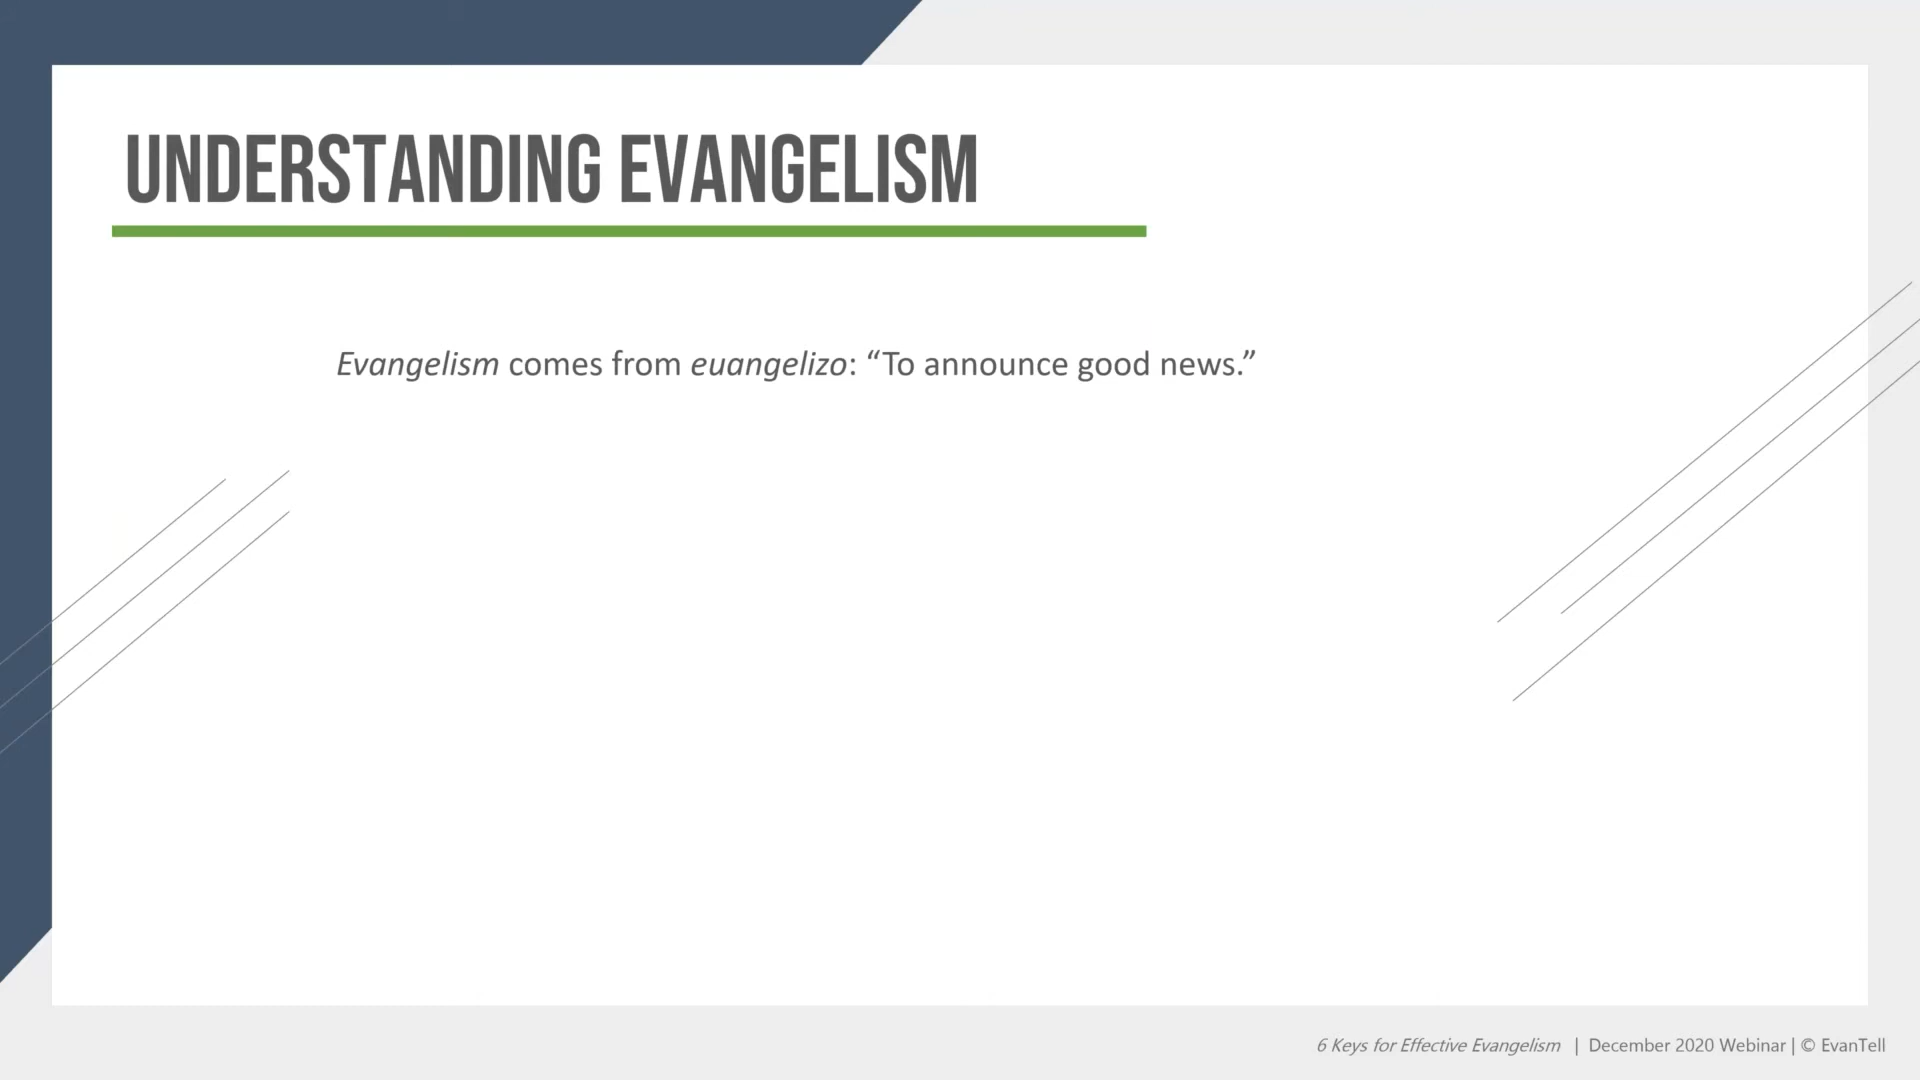 UNDERSTANDING EVANGELISM
Evangelism comes from euangelizo: “To announce good news.”
6 Keys for Effective Evangelism | December 2020 Webinar | © EvanTell